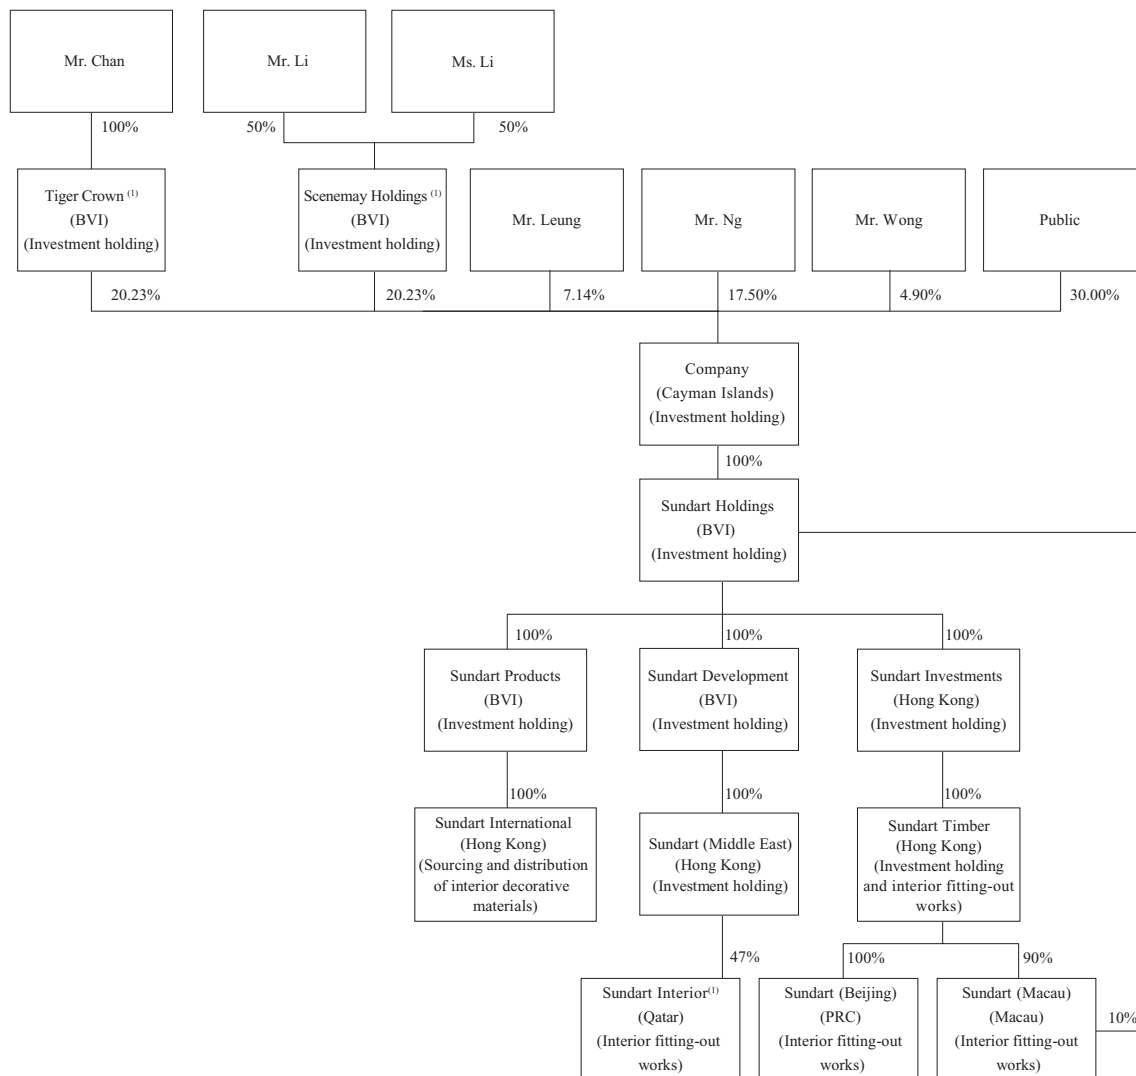 Mr. Chan
Mr. Li
Ms. Li
100%
50%
50%
Tiger Crown (1)
(BVI)
(Investment holding)
Scenemay Holdings (1)
(BVI)
(Investment holding)
Mr. Leung
Mr. Ng
Mr. Wong
Public
20.23%
20.23%
7.14%
17.50%
4.90%
30.00%
Company
(Cayman Islands)
(Investment holding)
100%
Sundart Holdings
(BVI)
(Investment holding)
100%
100%
100%
Sundart Products
(BVI)
(Investment holding)
Sundart Development
(BVI)
(Investment holding)
Sundart Investments
(Hong Kong)
(Investment holding)
100%
100%
100%
Sundart International
(Hong Kong)
(Sourcing and distribution
of interior decorative
materials)
Sundart (Middle East)
(Hong Kong)
(Investment holding)
Sundart Timber
(Hong Kong)
(Investment holding
and interior fitting-out
works)
47%
100%
90%
Sundart Interior(1)
(Qatar)
(Interior fitting-out
works)
Sundart (Beijing)
(PRC)
(Interior fitting-out
works)
Sundart (Macau)
(Macau)
(Interior fitting-out
works)
10%